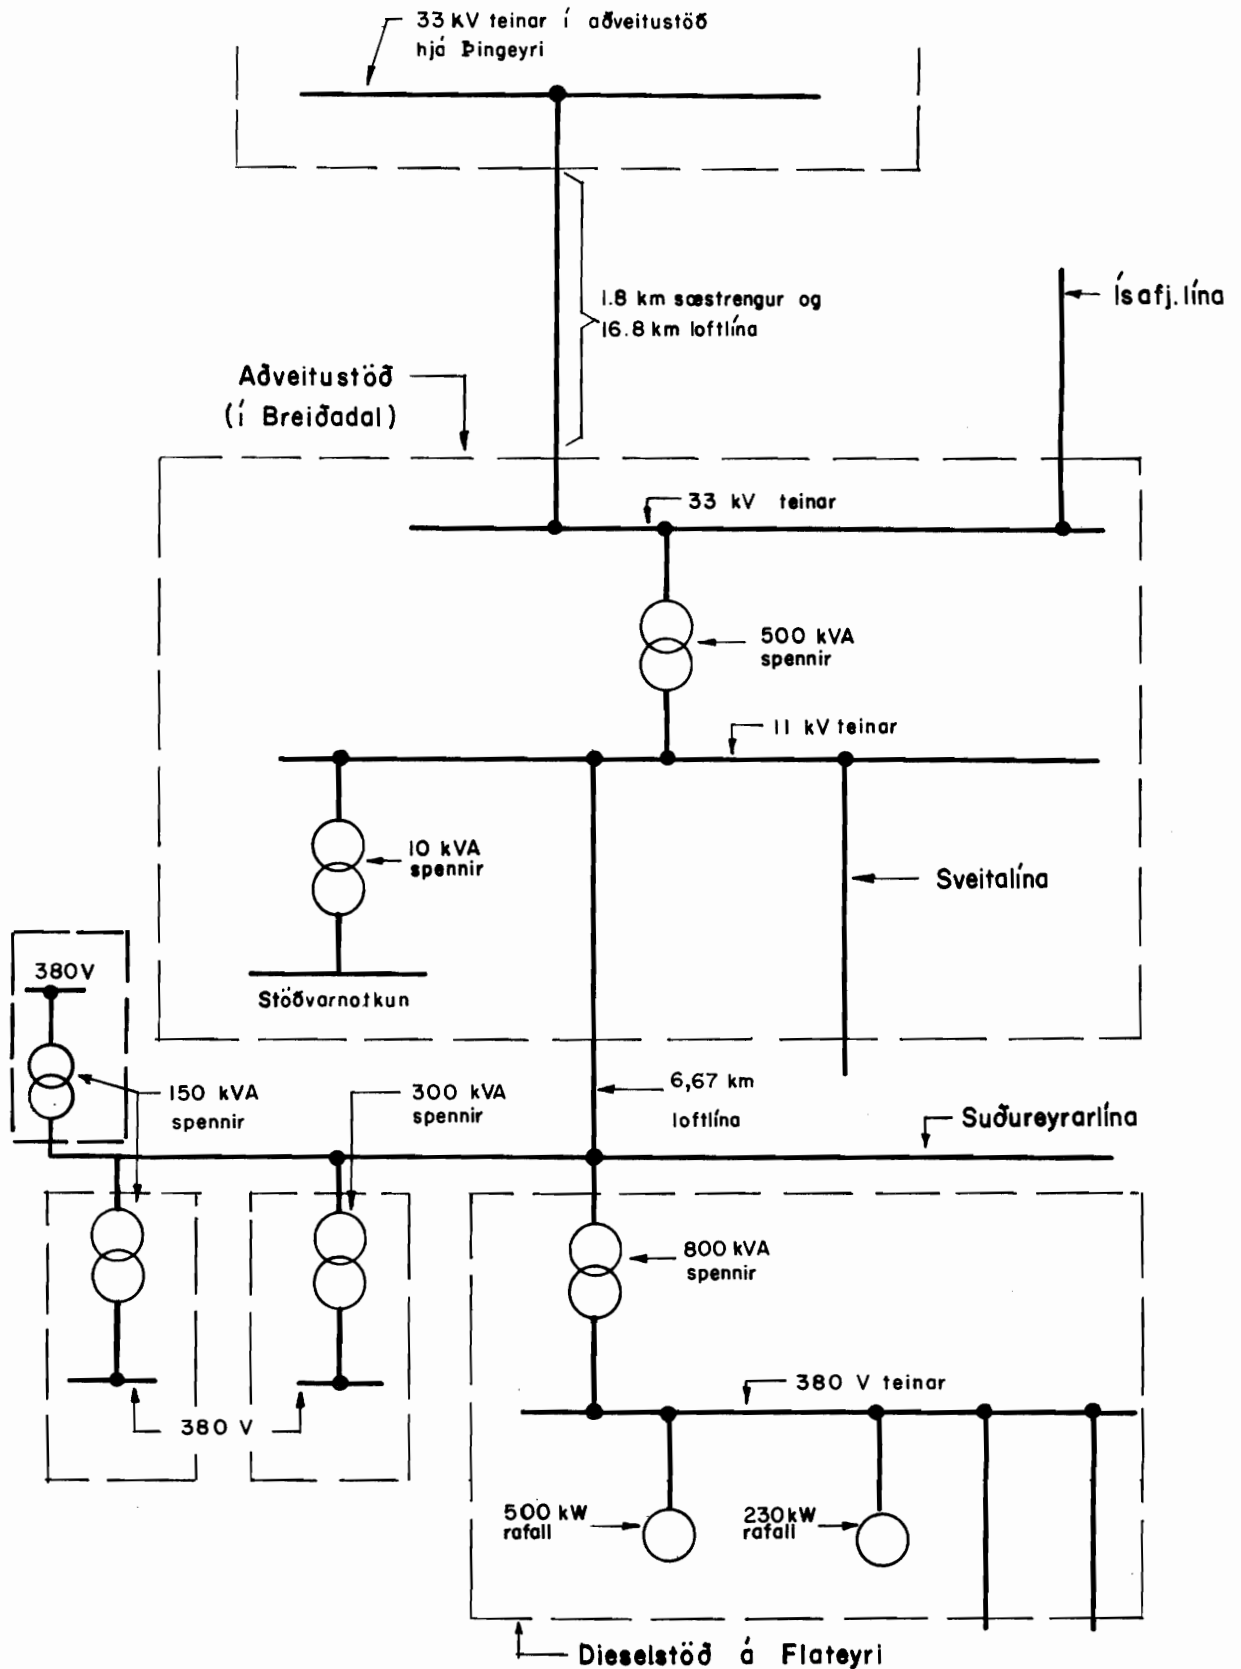 33 kV teinar í aðveitustöð
hjá Þingeyri
1.8 km sæstrengur og
16.8 km loftlína
Ísafj. lína
Aðveitustöð
(í Breiðadal)
33 kV teinar
500 kVA
spennir
11 kV teinar
10 kVA
spennir
Sveitalína
Stöðvarnotkun
380V
150 kVA
spennir
300 kVA
spennir
6,67 km
loftlína
Suðureyrarlína
800 kVA
spennir
380 V teinar
380 V
500 kW
rafall
230kW
rafall
Dieselstöð á Flateyri